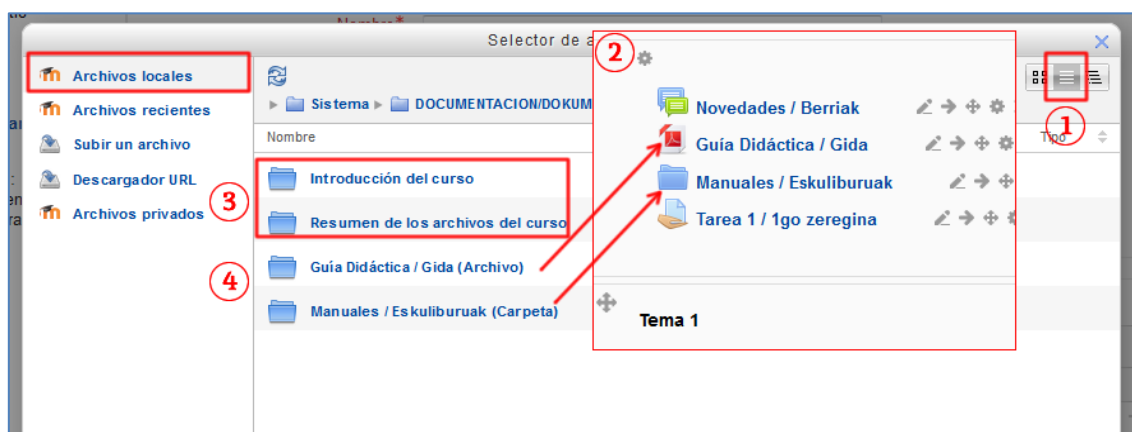 Nombre*
Selector de a
Archivos locales
Archivos recientes
Subir un archivo
Descargador URL
Archivos privados
Sistema
DOCUMENTACION/DOKUM
Nombre
Tipo
Introducción del curso
Resumen de los archivos del curso
Guía Didáctica / Gida (Archivo)
Manuales / Eskuliburuak (Carpeta)
3
4
2
Novedades / Berriak
Guía Didáctica / Gida
Manuales / Eskuliburuak
Tarea 1 / 1go zeregina
Tema 1
1